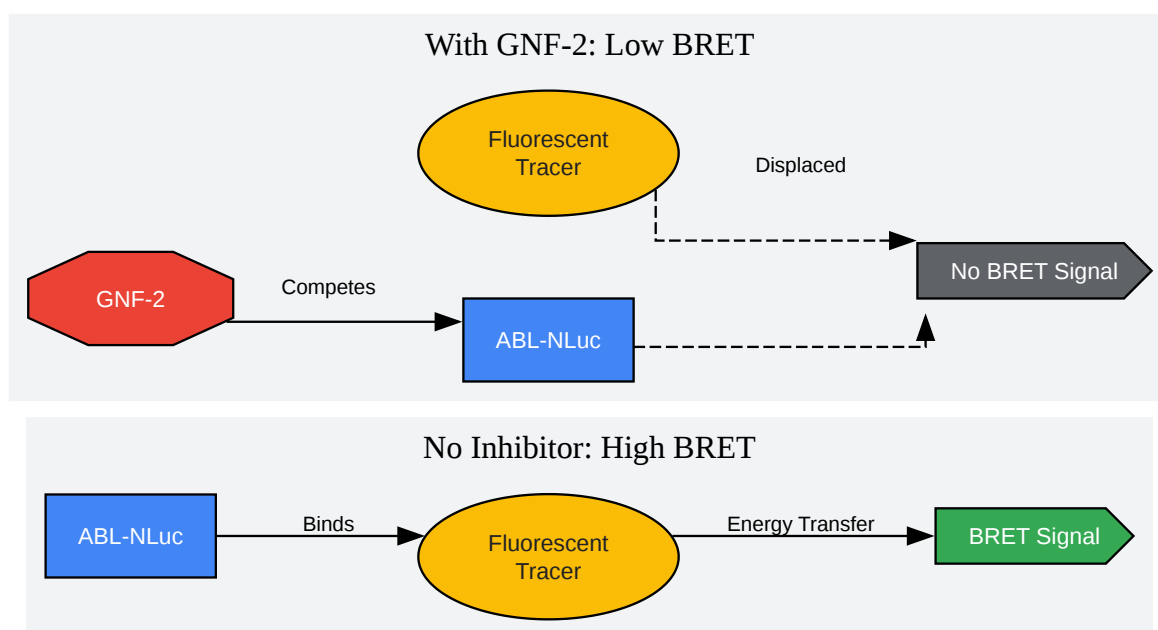 With GNF-2: Low BRET
Fluorescent
Tracer
Displaced
No BRET Signal
GNF-2
Competes
ABL-NLuc
No Inhibitor: High BRET
ABL-NLuc
Binds
Fluorescent
Tracer
Energy Transfer
BRET Signal